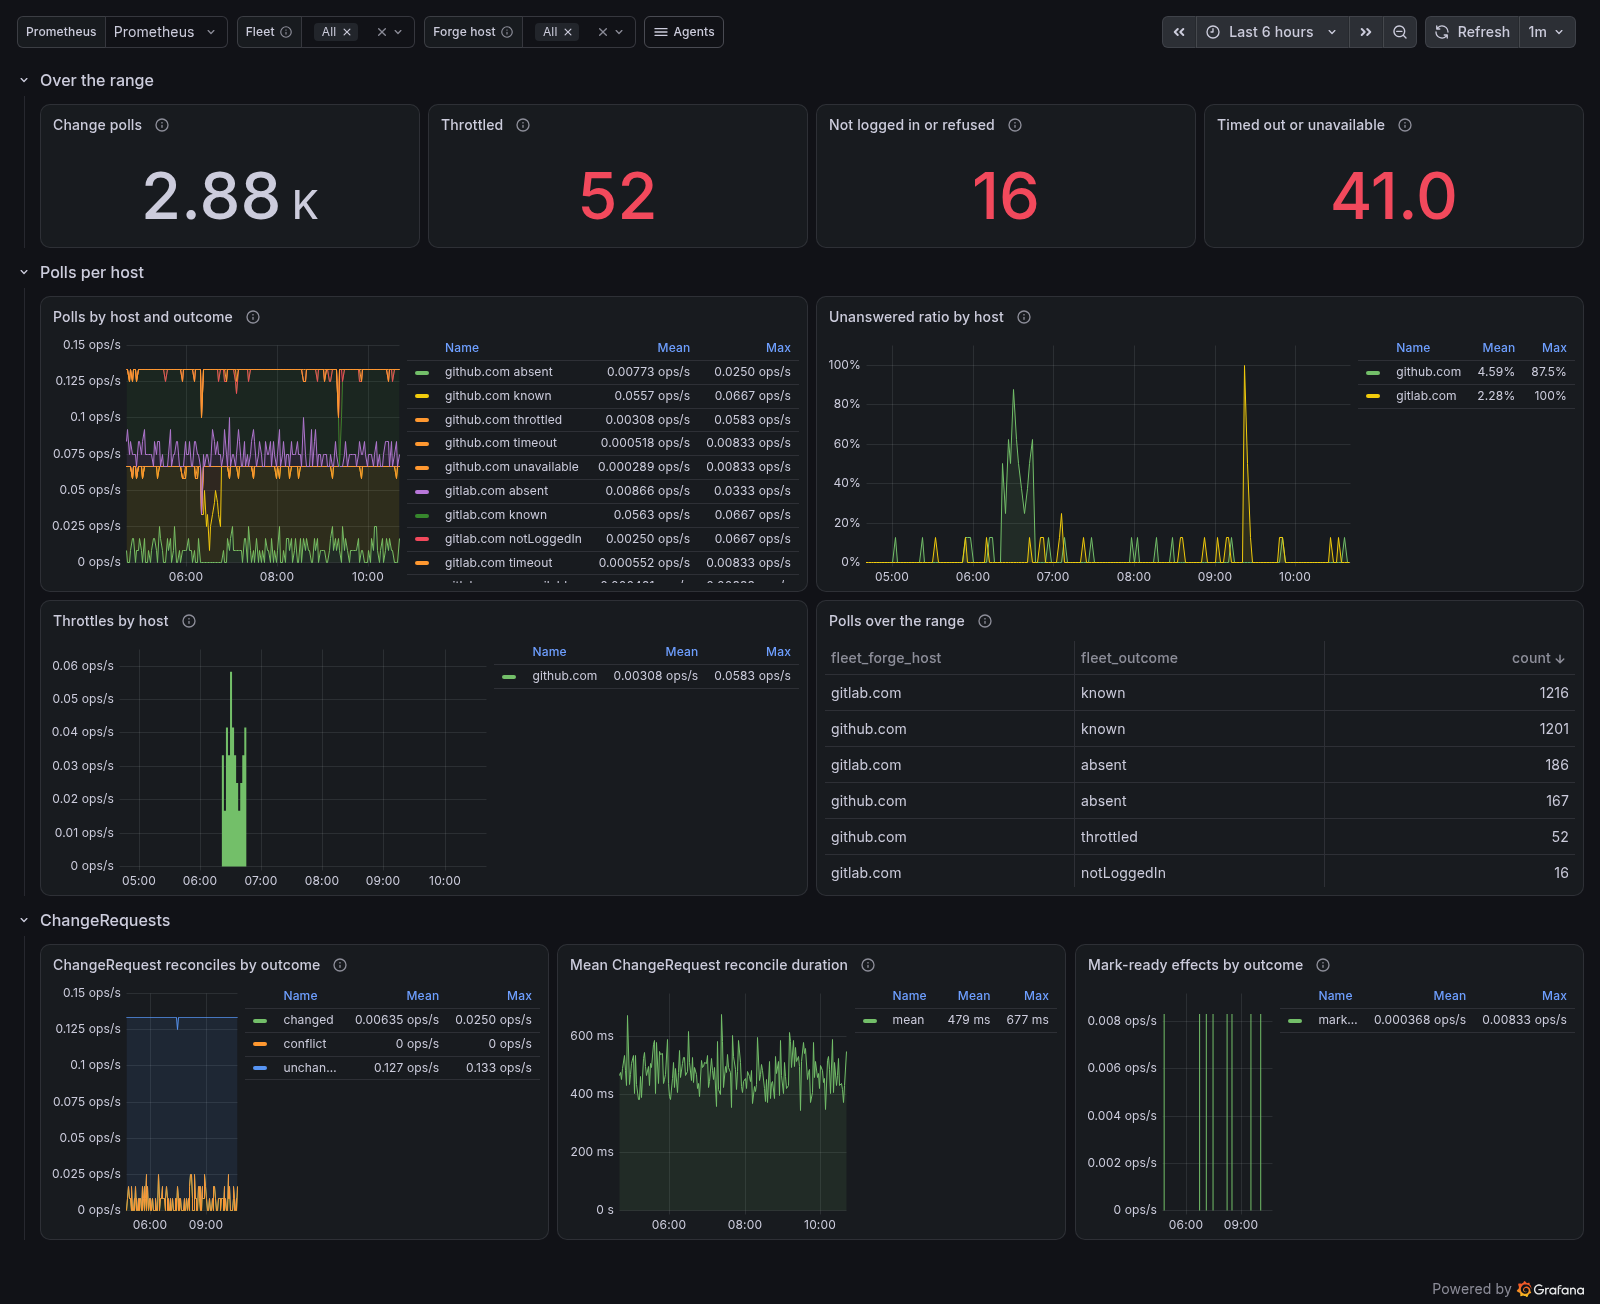 Prometheus Prometheus Fleet All Forge host All Agents Last 6 hours Refresh 1m
Over the range
Change polls
2.88 K
Throttled
52
Not logged in or refused
16
Timed out or unavailable
41.0
Polls per host
Polls by host and outcome
0.15 ops/s
0.125 ops/s
0.1 ops/s
0.075 ops/s
0.05 ops/s
0.025 ops/s
0 ops/s
06:00 08:00 10:00
Name Mean Max
github.com absent 0.00773 ops/s 0.0250 ops/s
github.com known 0.0557 ops/s 0.0667 ops/s
github.com throttled 0.00308 ops/s 0.0583 ops/s
github.com timeout 0.000518 ops/s 0.00833 ops/s
github.com unavailable 0.000289 ops/s 0.00833 ops/s
gitlab.com absent 0.00866 ops/s 0.0333 ops/s
gitlab.com known 0.0563 ops/s 0.0667 ops/s
gitlab.com notLoggedIn 0.00250 ops/s 0.0667 ops/s
gitlab.com timeout 0.000552 ops/s 0.00833 ops/s
Unanswered ratio by host
100%
80%
60%
40%
20%
0%
05:00 06:00 07:00 08:00 09:00 10:00
Name Mean Max
github.com 4.59% 87.5%
gitlab.com 2.28% 100%
Throttles by host
0.06 ops/s
0.05 ops/s
0.04 ops/s
0.03 ops/s
0.02 ops/s
0.01 ops/s
0 ops/s
05:00 06:00 07:00 08:00 09:00 10:00
Name Mean Max
github.com 0.00308 ops/s 0.0583 ops/s
Polls over the range
fleet_forge_host fleet_outcome count
gitlab.com known 1216
github.com known 1201
gitlab.com absent 186
github.com absent 167
github.com throttled 52
gitlab.com notLoggedIn 16
ChangeRequests
ChangeRequest reconciles by outcome
0.15 ops/s
0.125 ops/s
0.1 ops/s
0.075 ops/s
0.05 ops/s
0.025 ops/s
0 ops/s
06:00 09:00
Name Mean Max
changed 0.00635 ops/s 0.0250 ops/s
conflict 0 ops/s 0 ops/s
unchan... 0.127 ops/s 0.133 ops/s
Mean ChangeRequest reconcile duration
600 ms
400 ms
200 ms
0 s
06:00 08:00 10:00
Name Mean Max
mean 479 ms 677 ms
Mark-ready effects by outcome
0.008 ops/s
0.006 ops/s
0.004 ops/s
0.002 ops/s
0 ops/s
06:00 09:00
Name Mean Max
mark... 0.000368 ops/s 0.00833 ops/s
Powered by Grafana